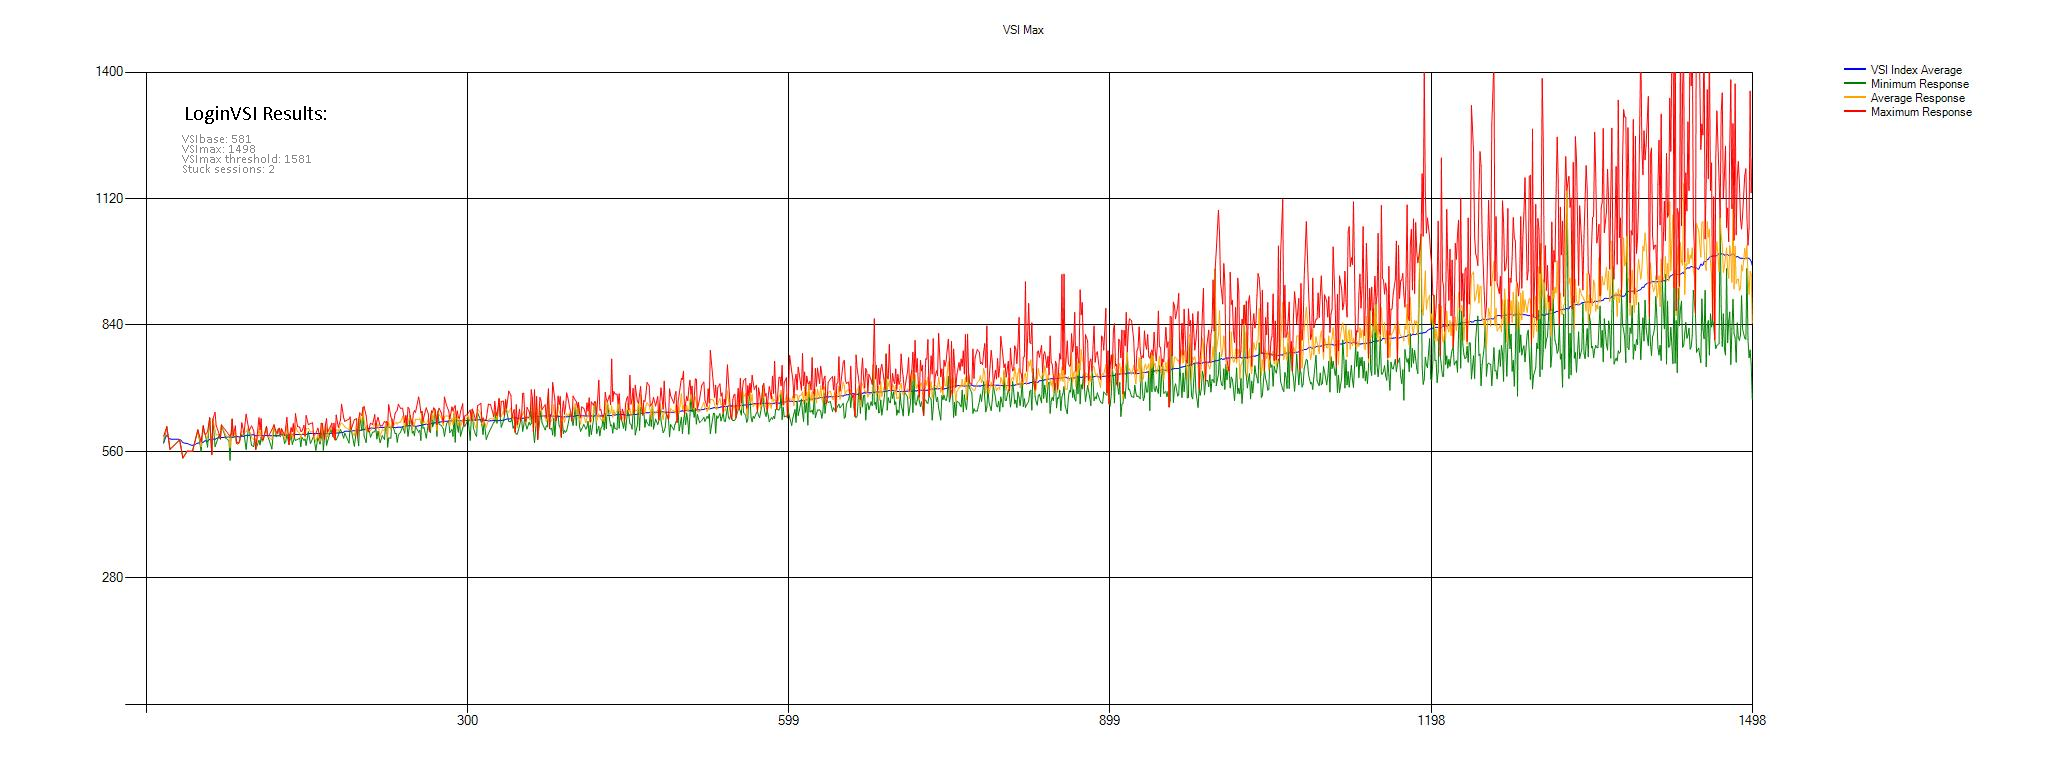 VSI Max
1400
1120
840
560
280
LoginVSI Results:
VSIbase: 581
VSImax: 1498
VSImax threshold: 1581
Stuck sessions: 2
300
599
899
1198
1498
VSI Index Average
Minimum Response
Average Response
Maximum Response